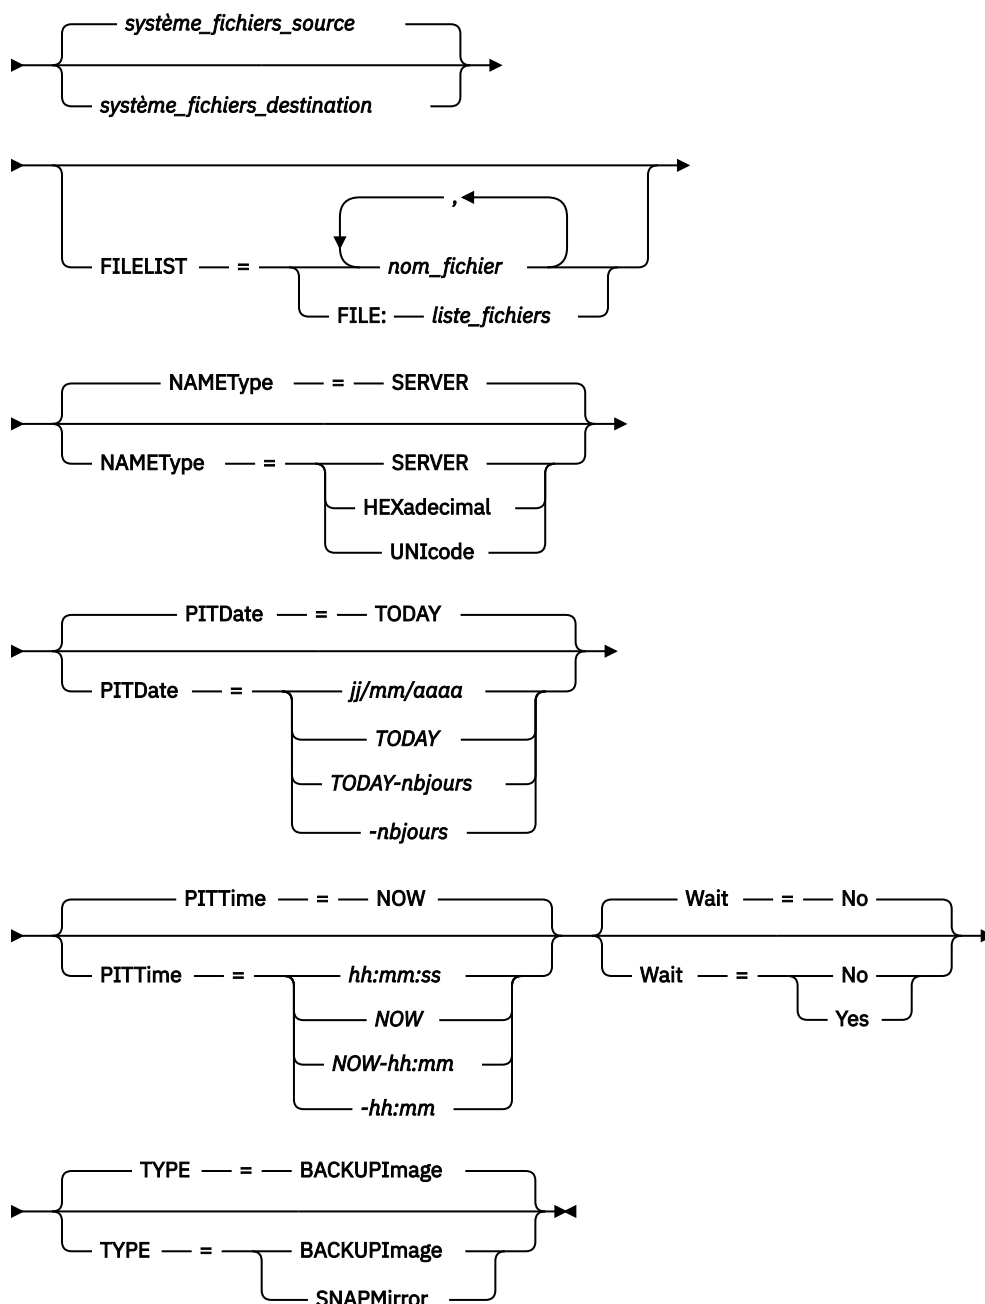 système_fichiers_source
système_fichiers_destination
,
FILELIST = nom_fichier
FILE: liste_fichiers
NAMEType = SERVER
NAMEType = SERVER
HEXadecimal
UNIcode
PITDate = TODAY
PITDate = jj/mm/aaaa
TODAY
TODAY-nbjours
-nbjours
PITTime = NOW Wait = No
PITTime = hh:mm:ss Wait = No
NOW Yes
NOW-hh:mm
-hh:mm
TYPE = BACKUPImage
TYPE = BACKUPImage
SNAPMirror